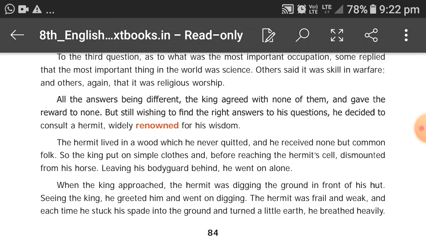 78% 9:22 pm
8th_English...xtbooks.in – Read–only
To the third question, as to what was the most important occupation, some replied
that the most important thing in the world was science. Others said it was skill in warfare;
and others, again, that it was religious worship.
All the answers being different, the king agreed with none of them, and gave the
reward to none. But still wishing to find the right answers to his questions, he decided to
consult a hermit, widely renowned for his wisdom.
The hermit lived in a wood which he never quitted, and he received none but common
folk. So the king put on simple clothes and, before reaching the hermit's cell, dismounted
from his horse. Leaving his bodyguard behind, he went on alone.
When the king approached, the hermit was digging the ground in front of his hut.
Seeing the king, he greeted him and went on digging. The hermit was frail and weak, and
each time he stuck his spade into the ground and turned a little earth, he breathed heavily.
84